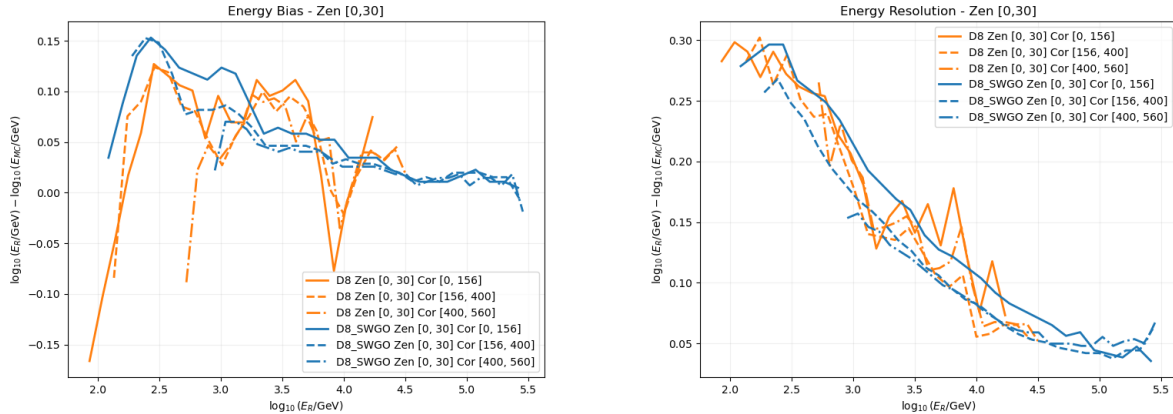 Energy Bias - Zen [0,30]
log10(ER/GeV) − log10(EMC/GeV)
0.15
0.10
0.05
0.00
−0.05
−0.10
−0.15
D8 Zen [0, 30] Cor [0, 156]
D8 Zen [0, 30] Cor [156, 400]
D8 Zen [0, 30] Cor [400, 560]
D8_SWGO Zen [0, 30] Cor [0, 156]
D8_SWGO Zen [0, 30] Cor [156, 400]
D8_SWGO Zen [0, 30] Cor [400, 560]
2.0 2.5 3.0 3.5 4.0 4.5 5.0 5.5
log10(ER/GeV)
Energy Resolution - Zen [0,30]
log10(ER/GeV) − log10(EMC/GeV)
0.30
0.25
0.20
0.15
0.10
0.05
D8 Zen [0, 30] Cor [0, 156]
D8 Zen [0, 30] Cor [156, 400]
D8 Zen [0, 30] Cor [400, 560]
D8_SWGO Zen [0, 30] Cor [0, 156]
D8_SWGO Zen [0, 30] Cor [156, 400]
D8_SWGO Zen [0, 30] Cor [400, 560]
2.0 2.5 3.0 3.5 4.0 4.5 5.0 5.5
log10(ER/GeV)